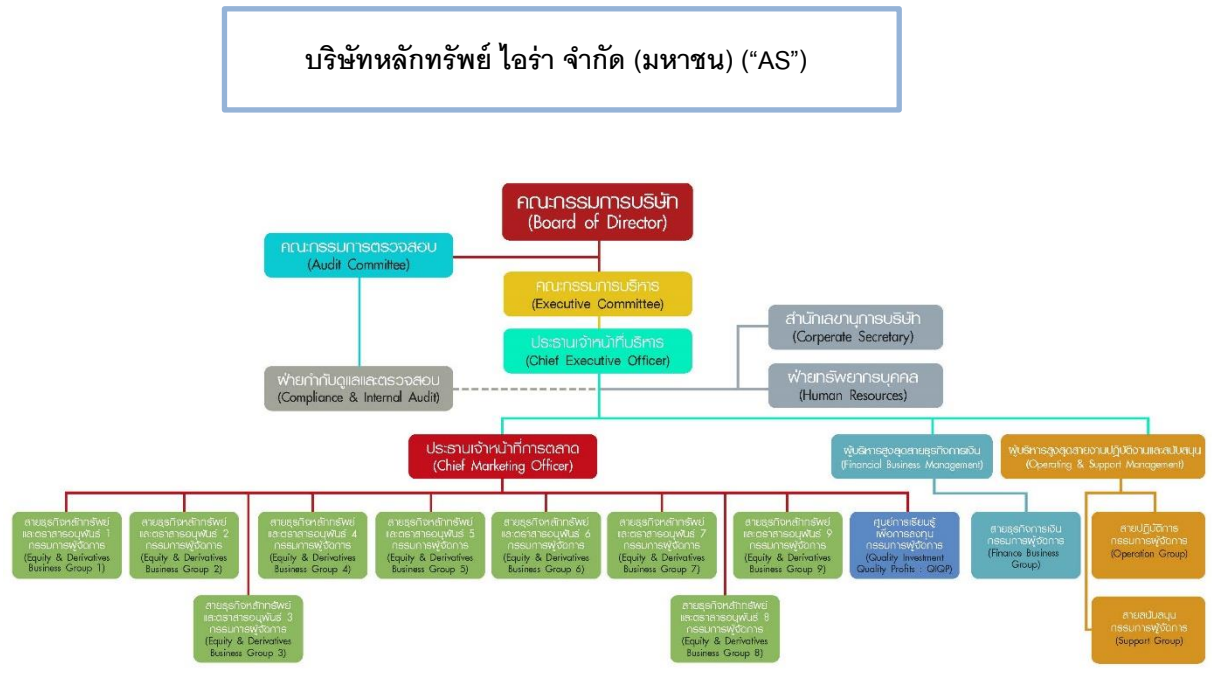 บริษัทหลักทรัพย์ ไอร่า จำกัด (มหาชน) (“AS”)
คณะกรรมการบริษัท
(Board of Director)
คณะกรรมการตรวจสอบ
(Audit Committee)
คณะกรรมการบริหาร
(Executive Committee)
สำนักเลขานุการบริษัท
(Corperate Secretary)
ประธานเจ้าหน้าที่บริหาร
(Chief Executive Officer)
ฝ่ายกำกับดูแลและตรวจสอบ
(Compliance & Internal Audit)
ฝ่ายทรัพยากรบุคคล
(Human Resources)
ประธานเจ้าหน้าที่การตลาด
(Chief Marketing Officer)
ผู้บริหารสูงสุดสายธุรกิจการเงิน
(Financial Business Management)
ผู้บริหารสูงสุดสายงานปฏิบัติงานและสนับสนุน
(Operating & Support Management)
สายธุรกิจหลักทรัพย์
และตราสารอนุพันธ์ 1
กรรมการผู้จัดการ
(Equity & Derivatives
Business Group 1)
สายธุรกิจหลักทรัพย์
และตราสารอนุพันธ์ 2
กรรมการผู้จัดการ
(Equity & Derivatives
Business Group 2)
สายธุรกิจหลักทรัพย์
และตราสารอนุพันธ์ 4
กรรมการผู้จัดการ
(Equity & Derivatives
Business Group 4)
สายธุรกิจหลักทรัพย์
และตราสารอนุพันธ์ 5
กรรมการผู้จัดการ
(Equity & Derivatives
Business Group 5)
สายธุรกิจหลักทรัพย์
และตราสารอนุพันธ์ 6
กรรมการผู้จัดการ
(Equity & Derivatives
Business Group 6)
สายธุรกิจหลักทรัพย์
และตราสารอนุพันธ์ 7
กรรมการผู้จัดการ
(Equity & Derivatives
Business Group 7)
สายธุรกิจหลักทรัพย์
และตราสารอนุพันธ์ 9
กรรมการผู้จัดการ
(Equity & Derivatives
Business Group 9)
ศูนย์การเรียนรู้
เพื่อการลงทุน
กรรมการผู้จัดการ
(Quality Investment
Quality Profits : QIQP)
สายธุรกิจการเงิน
กรรมการผู้จัดการ
(Finance Business
Group)
สายปฏิบัติการ
กรรมการผู้จัดการ
(Operation Group)
สายธุรกิจหลักทรัพย์
และตราสารอนุพันธ์ 3
กรรมการผู้จัดการ
(Equity & Derivatives
Business Group 3)
สายธุรกิจหลักทรัพย์
และตราสารอนุพันธ์ 8
กรรมการผู้จัดการ
(Equity & Derivatives
Business Group 8)
สายสนับสนุน
กรรมการผู้จัดการ
(Support Group)